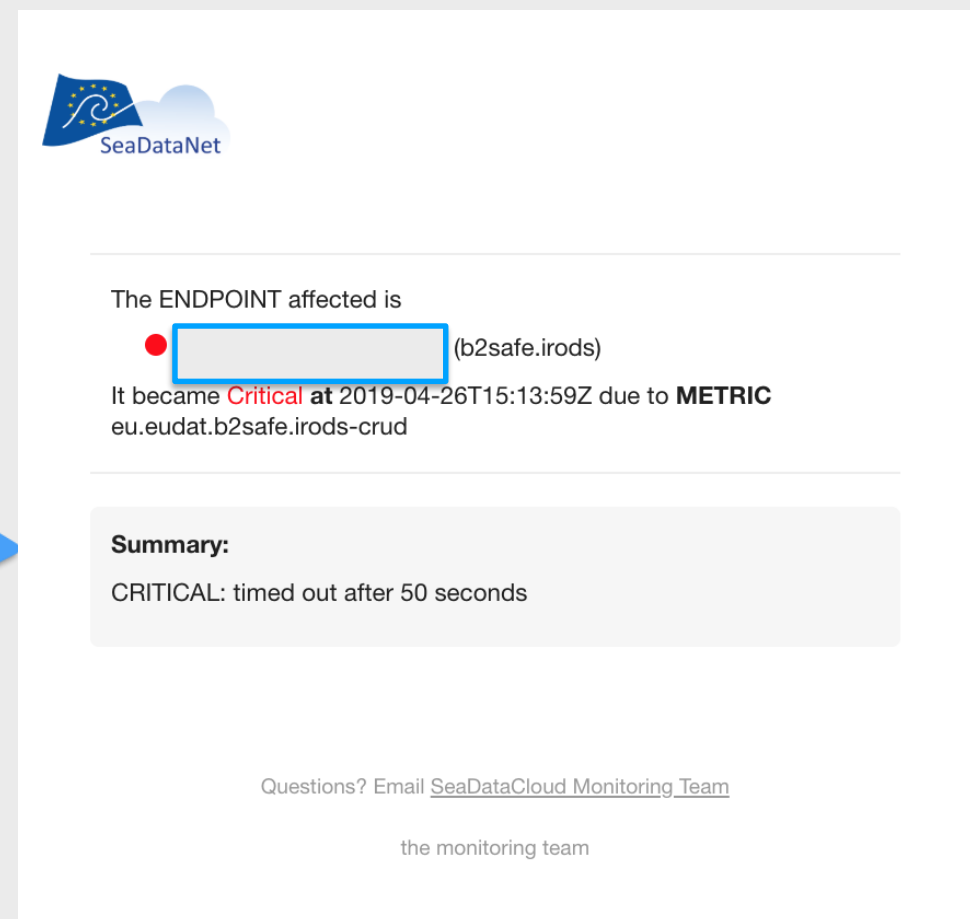 SeaDataNet
The ENDPOINT affected is
(b2safe.irods)
It became Critical at 2019-04-26T15:13:59Z due to METRIC
eu.eudat.b2safe.irods-crud
Summary:
CRITICAL: timed out after 50 seconds
Questions? Email SeaDataCloud Monitoring Team
the monitoring team